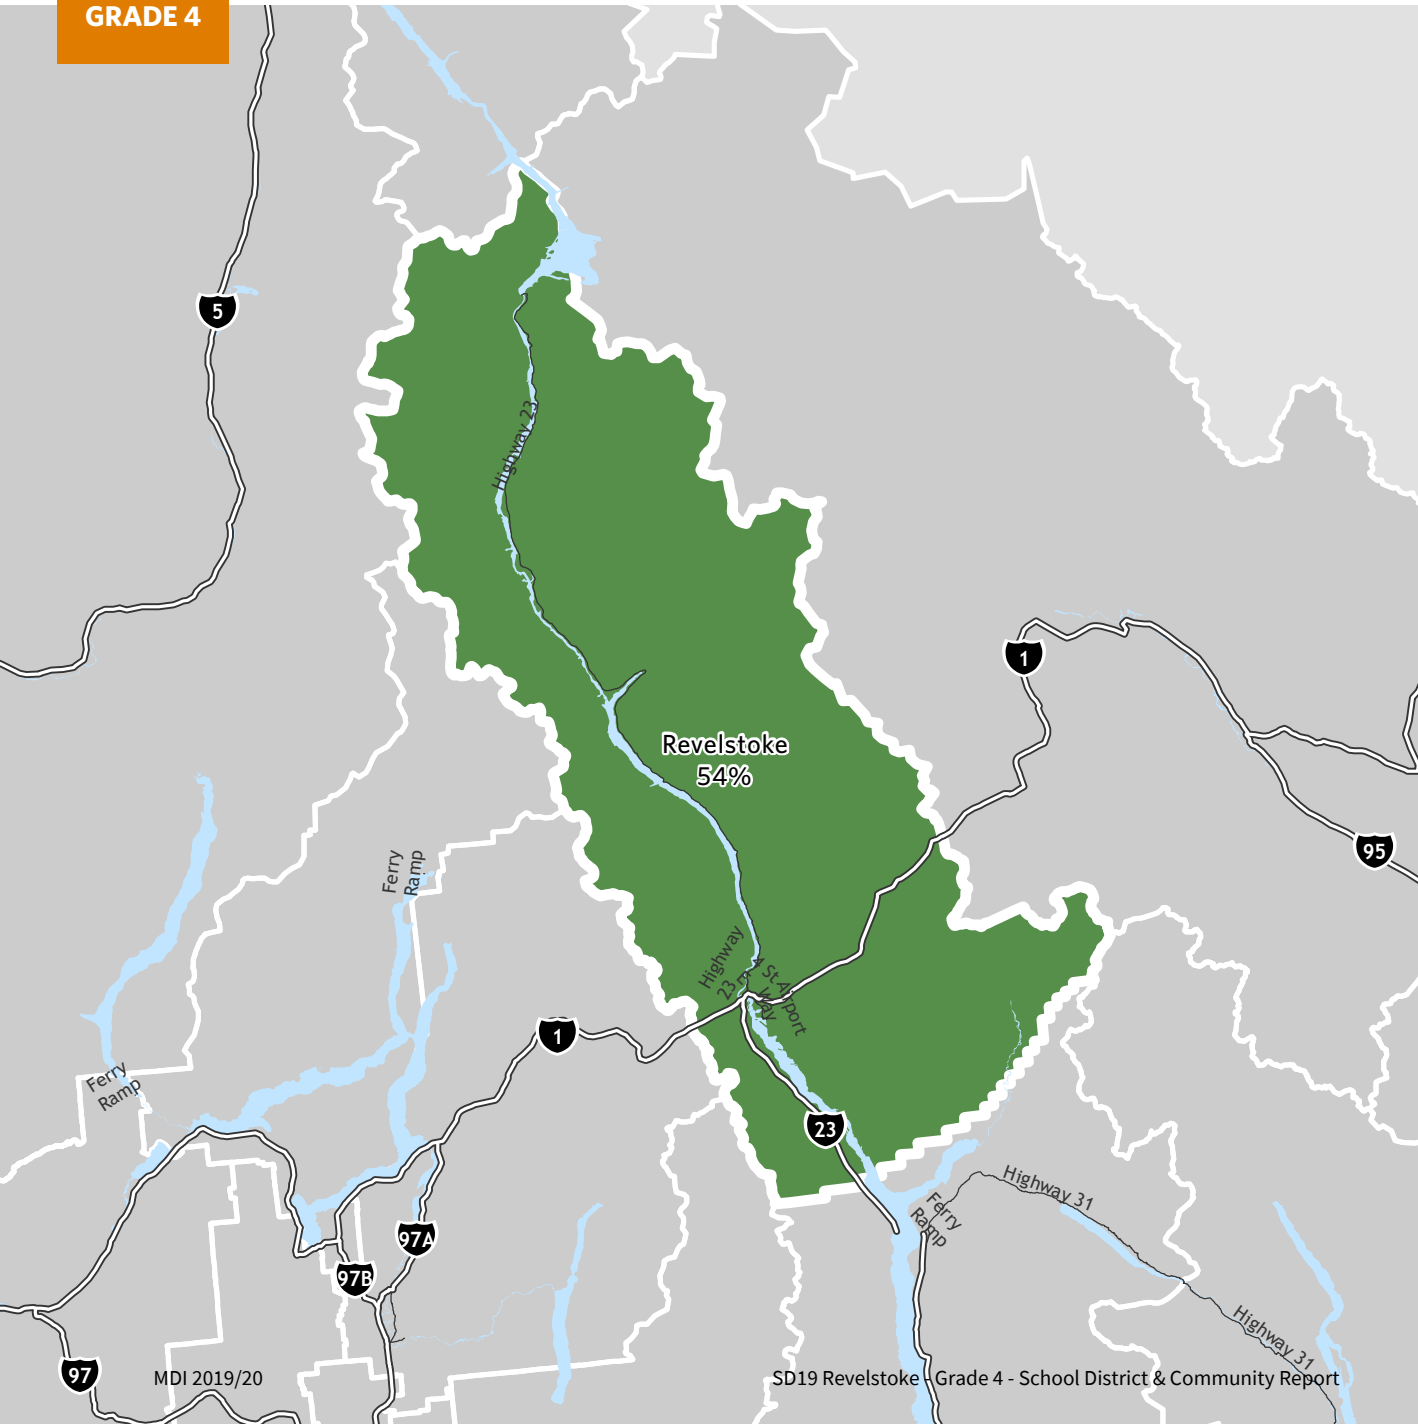 GRADE 4
5
Highway 23
1
Revelstoke
54%
95
Ferry
Ramp
Highway
23
4 St Airport
Way
1
Ferry
Ramp
23
Highway 31
Ferry
Ramp
97A
97B
Highway 31
97
MDI 2019/20
SD19 Revelstoke - Grade 4 - School District & Community Report